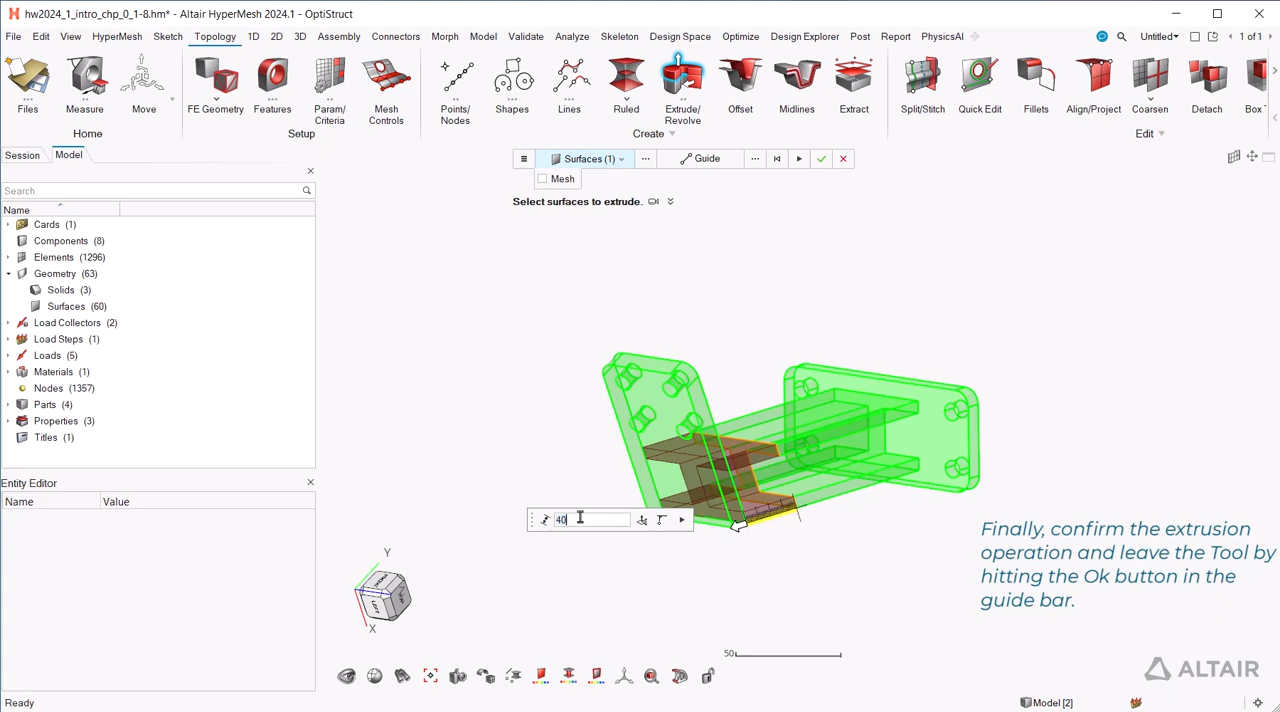 hw2024_1_intro_chp_0_1-8.hm* - Altair HyperMesh 2024.1 - OptiStruct
File Edit View HyperMesh Sketch Topology 1D 2D 3D Assembly Connectors Morph Model Validate Analyze Skeleton Design Space Optimize Design Explorer Post Report PhysicsAI Untitled 1 of 1
Files Measure Move FE Geometry Features Param/ Criteria Mesh Controls Points/ Nodes Shapes Lines Ruled Extrude/ Revolve Offset Midlines Extract Split/Stitch Quick Edit Fillets Align/Project Coarsen Detach Box T
Home Setup Create Edit
Session Model
Surfaces (1) Guide
Mesh
Search
Select surfaces to extrude.
Name
Cards (1)
Components (8)
Elements (1296)
Geometry (63)
Solids (3)
Surfaces (60)
Load Collectors (2)
Load Steps (1)
Loads (5)
Materials (1)
Nodes (1357)
Parts (4)
Properties (3)
Titles (1)
Entity Editor
Name Value
40
Finally, confirm the extrusion
operation and leave the Tool by
hitting the Ok button in the
guide bar.
Y
LEFT
X
50
ALTAIR
Ready Model [2]